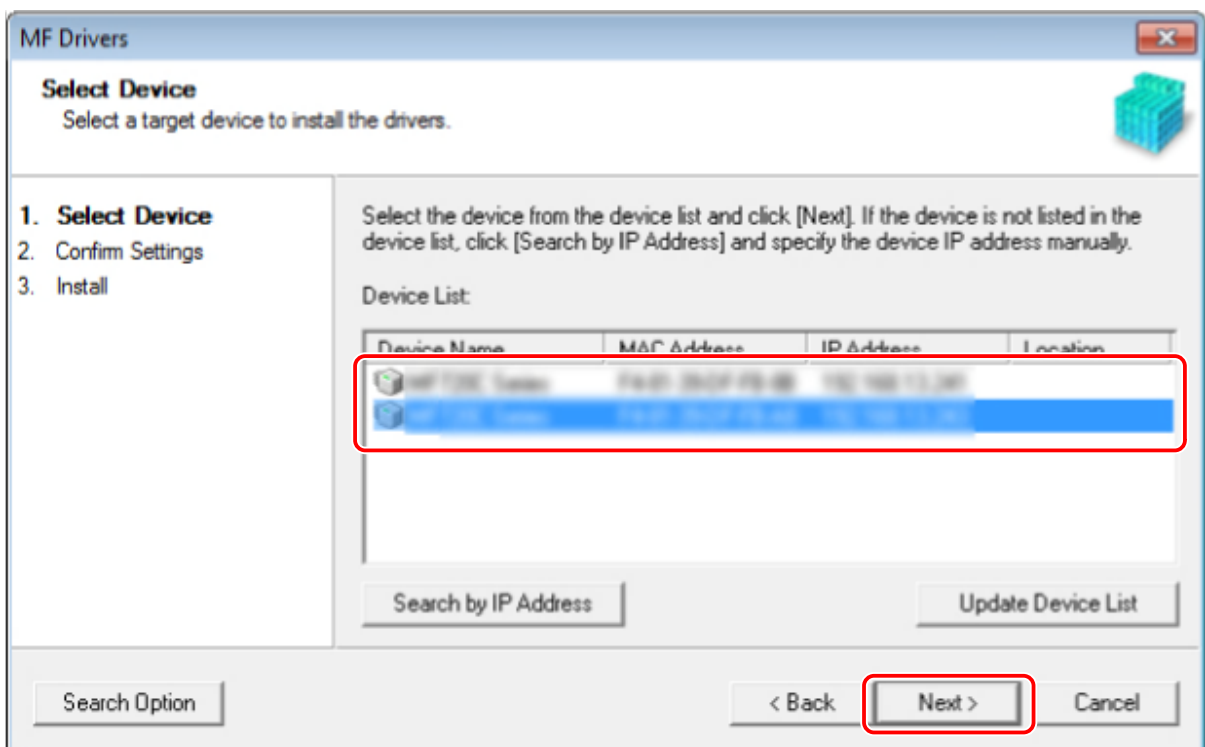 MF Drivers
Select Device
Select a target device to install the drivers.
1. Select Device
2. Confirm Settings
3. Install
Select the device from the device list and click [Next]. If the device is not listed in the
device list, click [Search by IP Address] and specify the device IP address manually.
Device List:
Device Name MAC Address IP Address Location
Search by IP Address Update Device List
Search Option < Back Next > Cancel